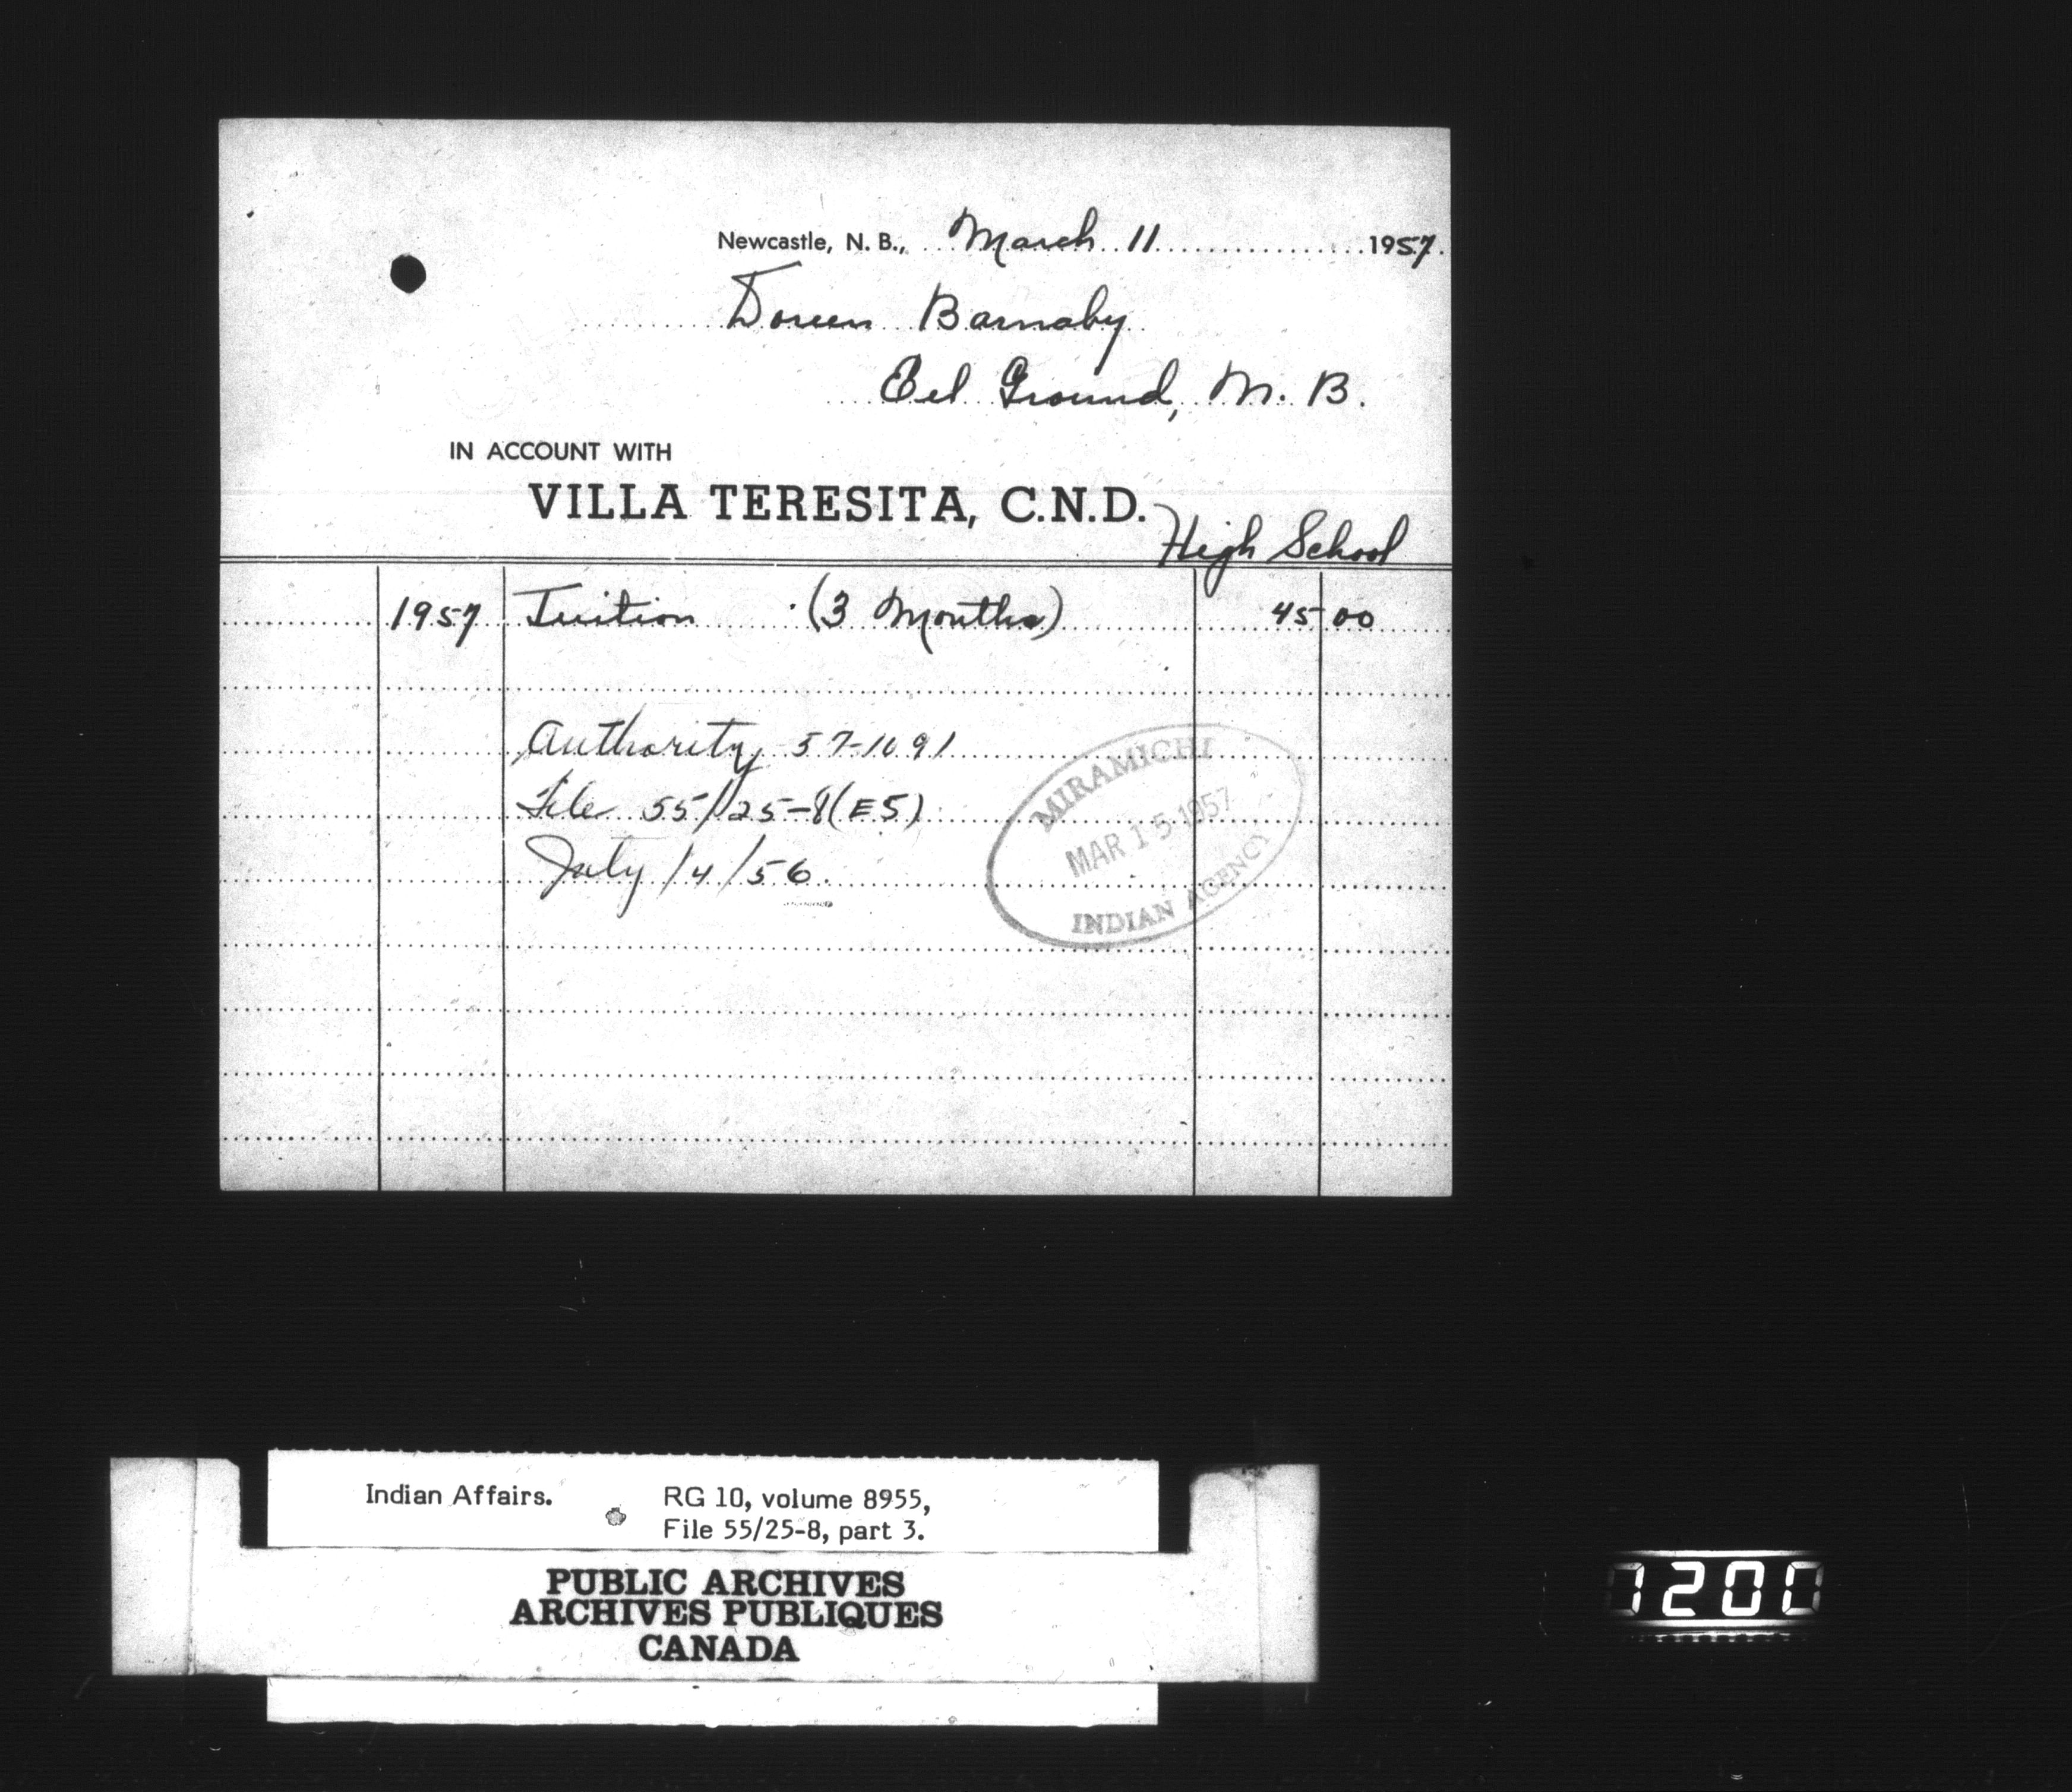 Newcastle, N. B., March 11 1957.
Doreen Barnaby
Eel Ground, N. B.
IN ACCOUNT WITH
VILLA TERESITA, C.N.D.
High School
1957 Tuition (3 Months) 45 00
Authority 57-1091
File 55/25-8(E5)
July /4/56.
MIRAMICHI
MAR 15 1957
INDIAN AGENCY
Indian Affairs. RG 10, volume 8955,
File 55/25-8, part 3.
PUBLIC ARCHIVES
ARCHIVES PUBLIQUES
CANADA
7200